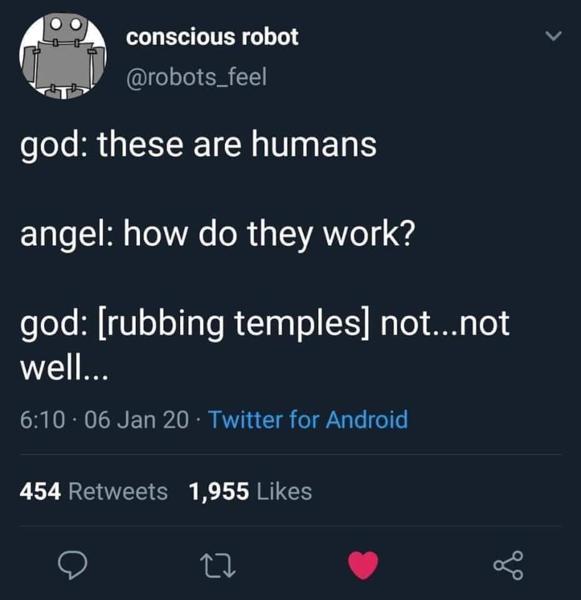 conscious robot
@robots_feel
god: these are humans
angel: how do they work?
god: [rubbing temples] not...not
well...
6:10 · 06 Jan 20 · Twitter for Android
454 Retweets 1,955 Likes